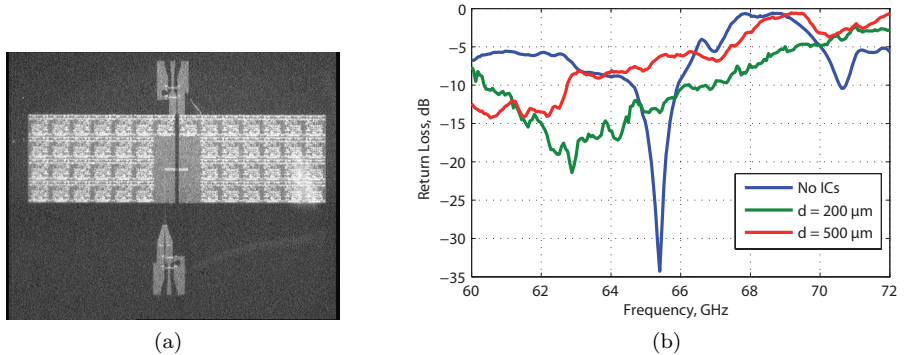 0
−5
−10
−15
−20
−25
−30
−35
60 62 64 66 68 70 72
Return Loss, dB
Frequency, GHz
No ICs
d = 200 μm
d = 500 μm
(a) (b)